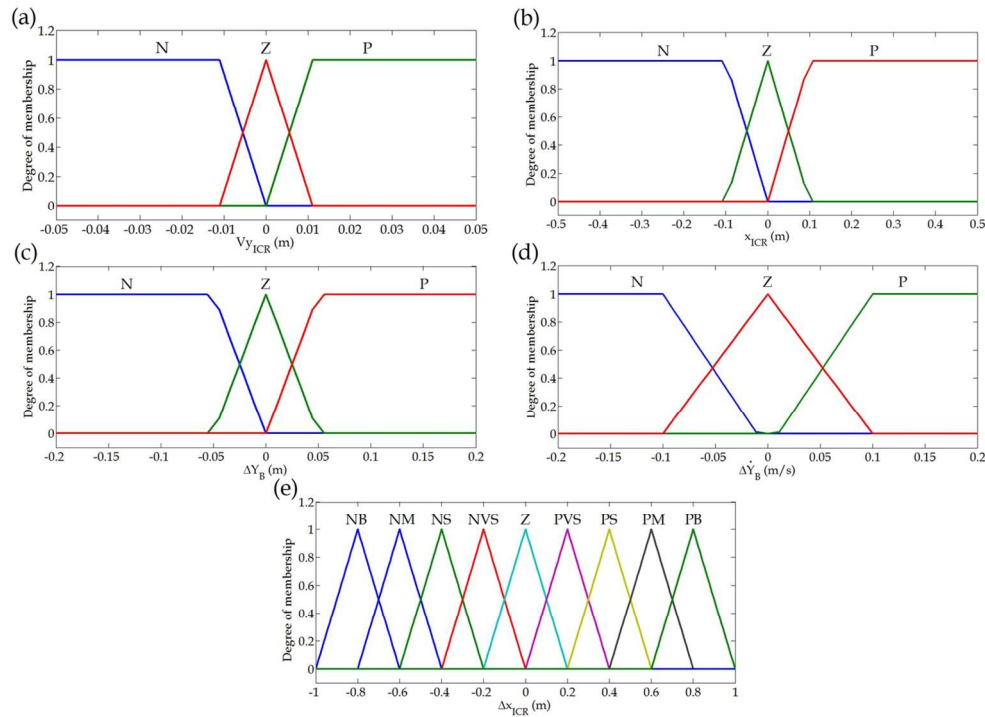 (a)
1.2
1
0.8
0.6
0.4
0.2
0
Degree of membership
N Z P
-0.05 -0.04 -0.03 -0.02 -0.01 0 0.01 0.02 0.03 0.04 0.05
Vy_ICR (m)
(b)
1.2
1
0.8
0.6
0.4
0.2
0
Degree of membership
N Z P
-0.5 -0.4 -0.3 -0.2 -0.1 0 0.1 0.2 0.3 0.4 0.5
x_ICR (m)
(c)
1.2
1
0.8
0.6
0.4
0.2
0
Degree of membership
N Z P
-0.2 -0.15 -0.1 -0.05 0 0.05 0.1 0.15 0.2
ΔY_B (m)
(d)
1.2
1
0.8
0.6
0.4
0.2
0
Degree of membership
N Z P
-0.2 -0.15 -0.1 -0.05 0 0.05 0.1 0.15 0.2
ΔẎ_B (m/s)
(e)
1.2
1
0.8
0.6
0.4
0.2
0
Degree of membership
NB NM NS NVS Z PVS PS PM PB
-1 -0.8 -0.6 -0.4 -0.2 0 0.2 0.4 0.6 0.8 1
Δx_ICR (m)